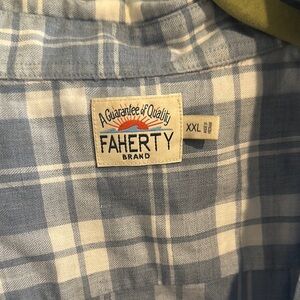 A Guarantee of Quality
FAHERTY
BRAND
XXL